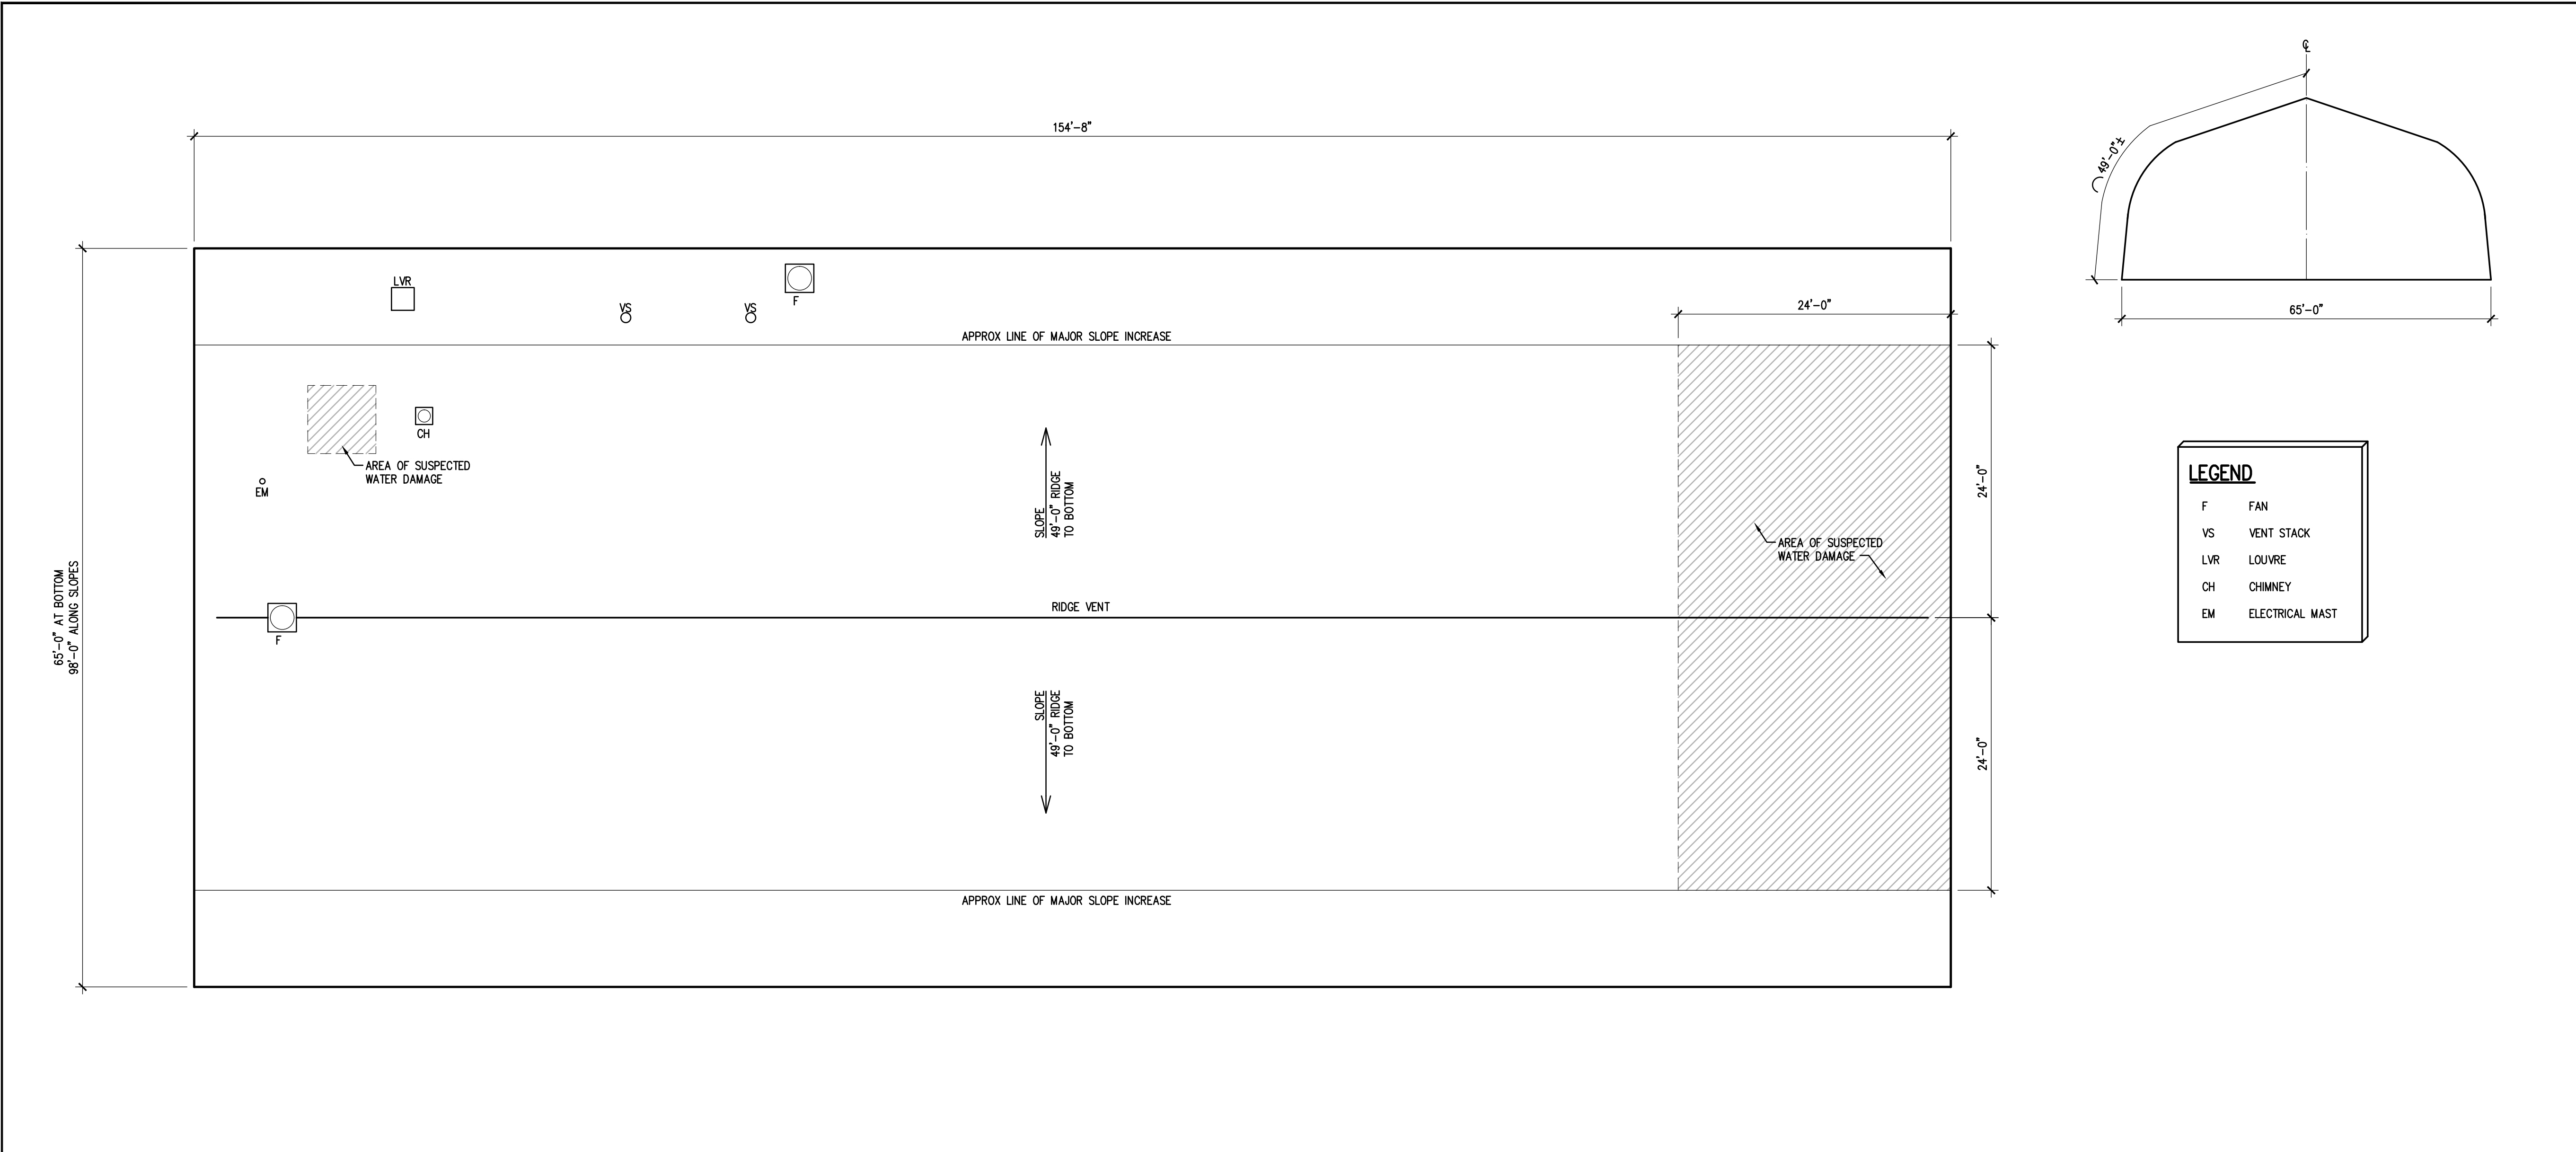 ℄
154'-8"
49'-0"±
65'-0"
LVR
VS
VS
F
24'-0"
APPROX LINE OF MAJOR SLOPE INCREASE
CH
AREA OF SUSPECTED
WATER DAMAGE
EM
SLOPE
49'-0" RIDGE
TO BOTTOM
24'-0"
AREA OF SUSPECTED
WATER DAMAGE
65'-0" AT BOTTOM
98'-0" ALONG SLOPES
RIDGE VENT
F
SLOPE
49'-0" RIDGE
TO BOTTOM
24'-0"
APPROX LINE OF MAJOR SLOPE INCREASE
LEGEND
F FAN
VS VENT STACK
LVR LOUVRE
CH CHIMNEY
EM ELECTRICAL MAST